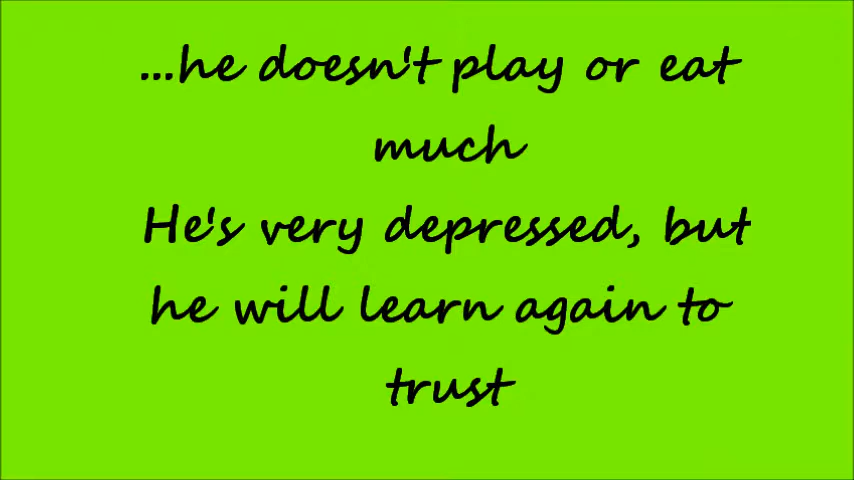 ...he doesn't play or eat
much
He's very depressed, but
he will learn again to
trust